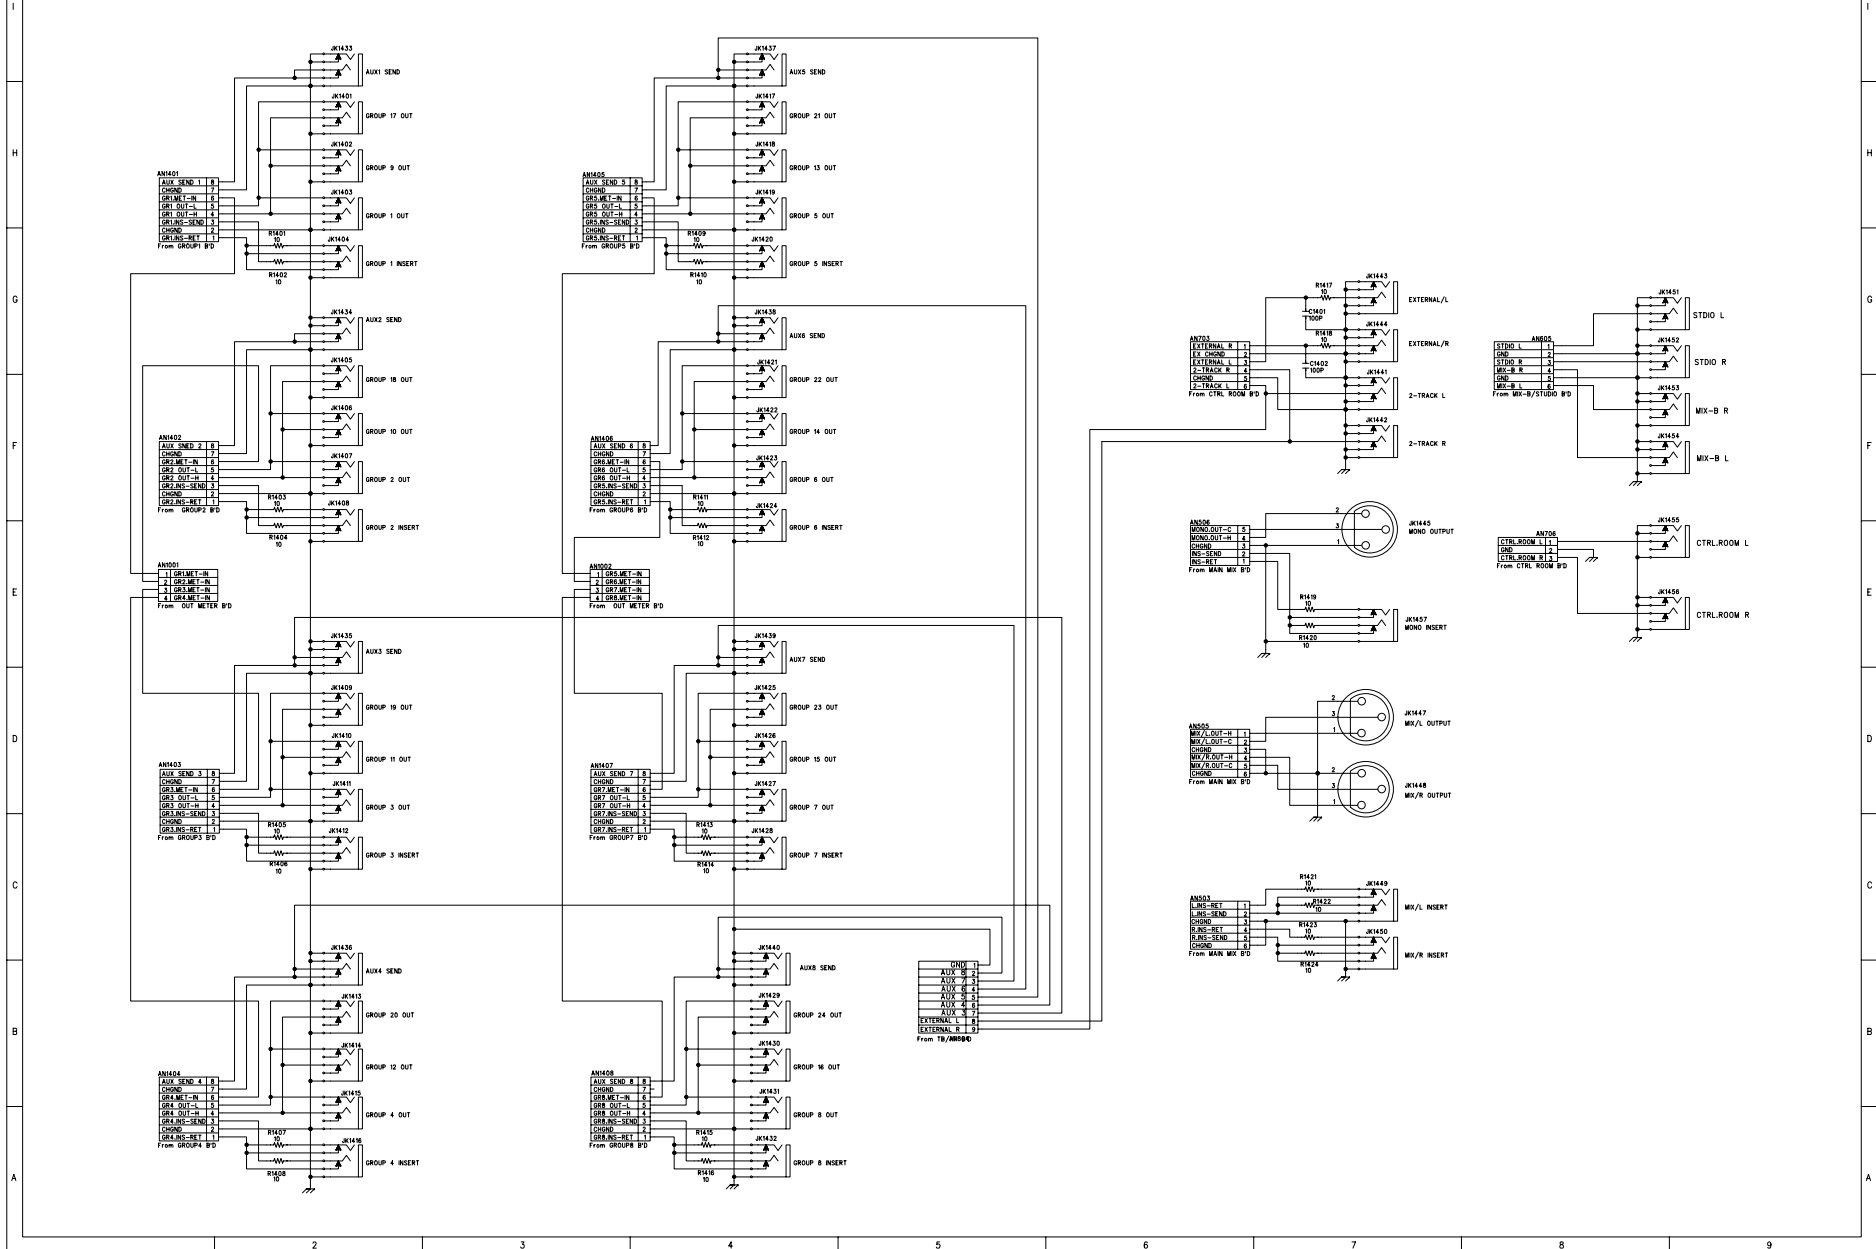 I
I
H
H
G
G
F
F
E
E
D
D
C
C
B
B
A
A
2
3
4
5
6
7
8
9
JK1433
AUX1 SEND
JK1401
GROUP 17 OUT
JK1402
GROUP 9 OUT
JK1403
GROUP 1 OUT
JK1404
GROUP 1 INSERT
AN1401
AUX SEND 1 8
CHGND 7
GR1.MET-IN 6
GR1 OUT-L 5
GR1 OUT-H 4
GR1.INS-SEND 3
CHGND 2
GR1.INS-RET 1
From GROUP1 B'D
R1401
10
R1402
10
JK1434
AUX2 SEND
JK1405
GROUP 18 OUT
JK1406
GROUP 10 OUT
JK1407
GROUP 2 OUT
JK1408
GROUP 2 INSERT
AN1402
AUX SNED 2 8
CHGND 7
GR2.MET-IN 6
GR2 OUT-L 5
GR2 OUT-H 4
GR2.INS-SEND 3
CHGND 2
GR2.INS-RET 1
From GROUP2 B'D
R1403
10
R1404
10
AN1001
1 GR1.MET-IN
2 GR2.MET-IN
3 GR3.MET-IN
4 GR4.MET-IN
From OUT METER B'D
JK1435
AUX3 SEND
JK1409
GROUP 19 OUT
JK1410
GROUP 11 OUT
JK1411
GROUP 3 OUT
JK1412
GROUP 3 INSERT
AN1403
AUX SEND 3 8
CHGND 7
GR3.MET-IN 6
GR3 OUT-L 5
GR3 OUT-H 4
GR3.INS-SEND 3
CHGND 2
GR3.INS-RET 1
From GROUP3 B'D
R1405
10
R1406
10
JK1436
AUX4 SEND
JK1413
GROUP 20 OUT
JK1414
GROUP 12 OUT
JK1415
GROUP 4 OUT
JK1416
GROUP 4 INSERT
AN1404
AUX SEND 4 8
CHGND 7
GR4.MET-IN 6
GR4 OUT-L 5
GR4 OUT-H 4
GR4.INS-SEND 3
CHGND 2
GR4.INS-RET 1
From GROUP4 B'D
R1407
10
R1408
10
JK1437
AUX5 SEND
JK1417
GROUP 21 OUT
JK1418
GROUP 13 OUT
JK1419
GROUP 5 OUT
JK1420
GROUP 5 INSERT
AN1405
AUX SEND 5 8
CHGND 7
GR5.MET-IN 6
GR5 OUT-L 5
GR5 OUT-H 4
GR5.INS-SEND 3
CHGND 2
GR5.INS-RET 1
From GROUP5 B'D
R1409
10
R1410
10
JK1438
AUX6 SEND
JK1421
GROUP 22 OUT
JK1422
GROUP 14 OUT
JK1423
GROUP 6 OUT
JK1424
GROUP 6 INSERT
AN1406
AUX SEND 6 8
CHGND 7
GR6.MET-IN 6
GR6 OUT-L 5
GR6 OUT-H 4
GR6.INS-SEND 3
CHGND 2
GR5.INS-RET 1
From GROUP6 B'D
R1411
10
R1412
10
AN1002
1 GR5.MET-IN
2 GR6.MET-IN
3 GR7.MET-IN
4 GR8.MET-IN
From OUT METER B'D
JK1439
AUX7 SEND
JK1425
GROUP 23 OUT
JK1426
GROUP 15 OUT
JK1427
GROUP 7 OUT
JK1428
GROUP 7 INSERT
AN1407
AUX SEND 7 8
CHGND 7
GR7.MET-IN 6
GR7 OUT-L 5
GR7 OUT-H 4
GR7.INS-SEND 3
CHGND 2
GR7.INS-RET 1
From GROUP7 B'D
R1413
10
R1414
10
JK1440
AUX8 SEND
JK1429
GROUP 24 OUT
JK1430
GROUP 16 OUT
JK1431
GROUP 8 OUT
JK1432
GROUP 8 INSERT
AN1408
AUX SEND 8 8
CHGND 7
GR8.MET-IN 6
GR8 OUT-L 5
GR8 OUT-H 4
GR8.INS-SEND 3
CHGND 2
GR8.INS-RET 1
From GROUP8 B'D
R1415
10
R1416
10
GND 1
AUX 8 2
AUX 7 3
AUX 6 4
AUX 5 5
AUX 4 6
AUX 3 7
EXTERNAL L 8
EXTERNAL R 9
From TB/
AN703
EXTERNAL R 1
EX CHGND 2
EXTERNAL L 3
2-TRACK R 4
CHGND 5
2-TRACK L 6
From CTRL ROOM B'D
R1417
10
C1401
100P
R1418
10
C1402
100P
JK1443
EXTERNAL/L
JK1444
EXTERNAL/R
JK1441
2-TRACK L
JK1442
2-TRACK R
AN506
MONO.OUT-C 5
MONO.OUT-H 4
CHGND 3
INS-SEND 2
INS-RET 1
From MAIN MIX B'D
2
3
1
JK1445
MONO OUTPUT
R1419
10
R1420
10
JK1457
MONO INSERT
AN505
MIX/L.OUT-H 1
MIX/L.OUT-C 2
CHGND 3
MIX/R.OUT-H 4
MIX/R.OUT-C 5
CHGND 6
From MAIN MIX B'D
2
3
1
JK1447
MIX/L OUTPUT
2
3
1
JK1448
MIX/R OUTPUT
AN503
L.INS-RET 1
L.INS-SEND 2
CHGND 3
R.INS-RET 4
R.INS-SEND 5
CHGND 6
From MAIN MIX B'D
R1421
10
R1422
10
R1423
10
R1424
10
JK1449
MIX/L INSERT
JK1450
MIX/R INSERT
AN605
STDIO L 1
GND 2
STDIO R 3
MIX-B R 4
GND 5
MIX-B L 6
From MIX-B/STUDIO B'D
JK1451
STDIO L
JK1452
STDIO R
JK1453
MIX-B R
JK1454
MIX-B L
AN706
CTRL.ROOM L 1
GND 2
CTRL.ROOM R 3
From CTRL ROOM B'D
JK1455
CTRL.ROOM L
JK1456
CTRL.ROOM R